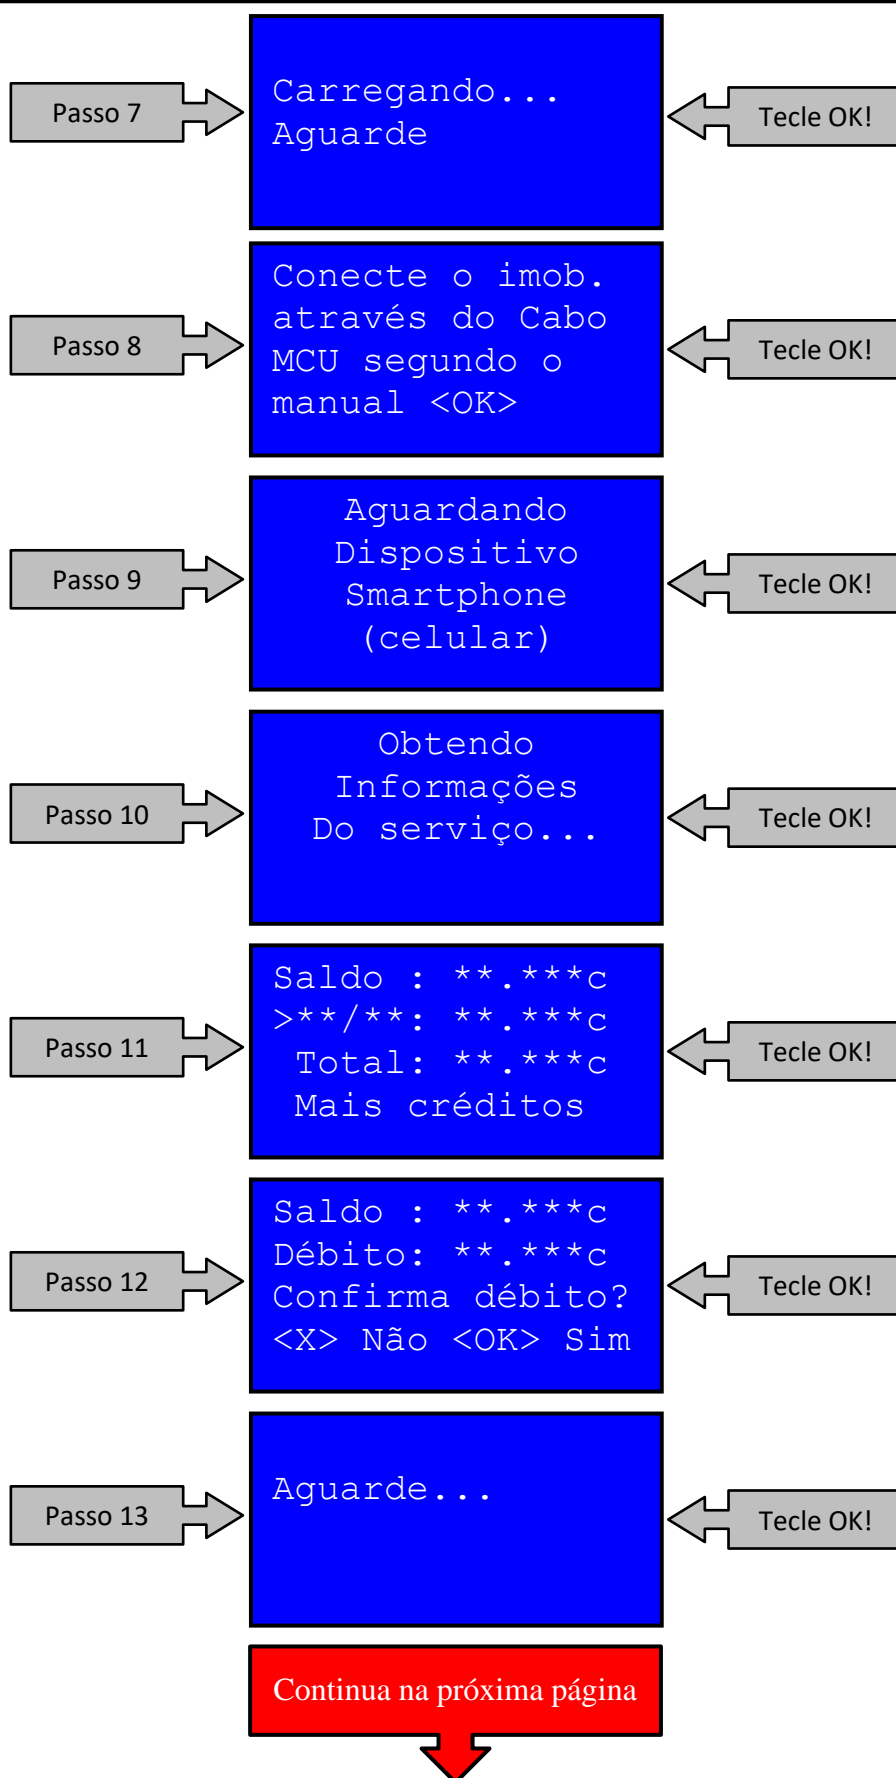 Passo 7
Carregando...
Aguarde
Tecle OK!
Passo 8
Conecte o imob.
através do Cabo
MCU segundo o
manual <OK>
Tecle OK!
Passo 9
Aguardando
Dispositivo
Smartphone
(celular)
Tecle OK!
Passo 10
Obtendo
Informações
Do serviço...
Tecle OK!
Passo 11
Saldo : **.***c
>**/**: **.***c
Total: **.***c
Mais créditos
Tecle OK!
Passo 12
Saldo : **.***c
Débito: **.***c
Confirma débito?
<X> Não <OK> Sim
Tecle OK!
Passo 13
Aguarde...
Tecle OK!
Continua na próxima página